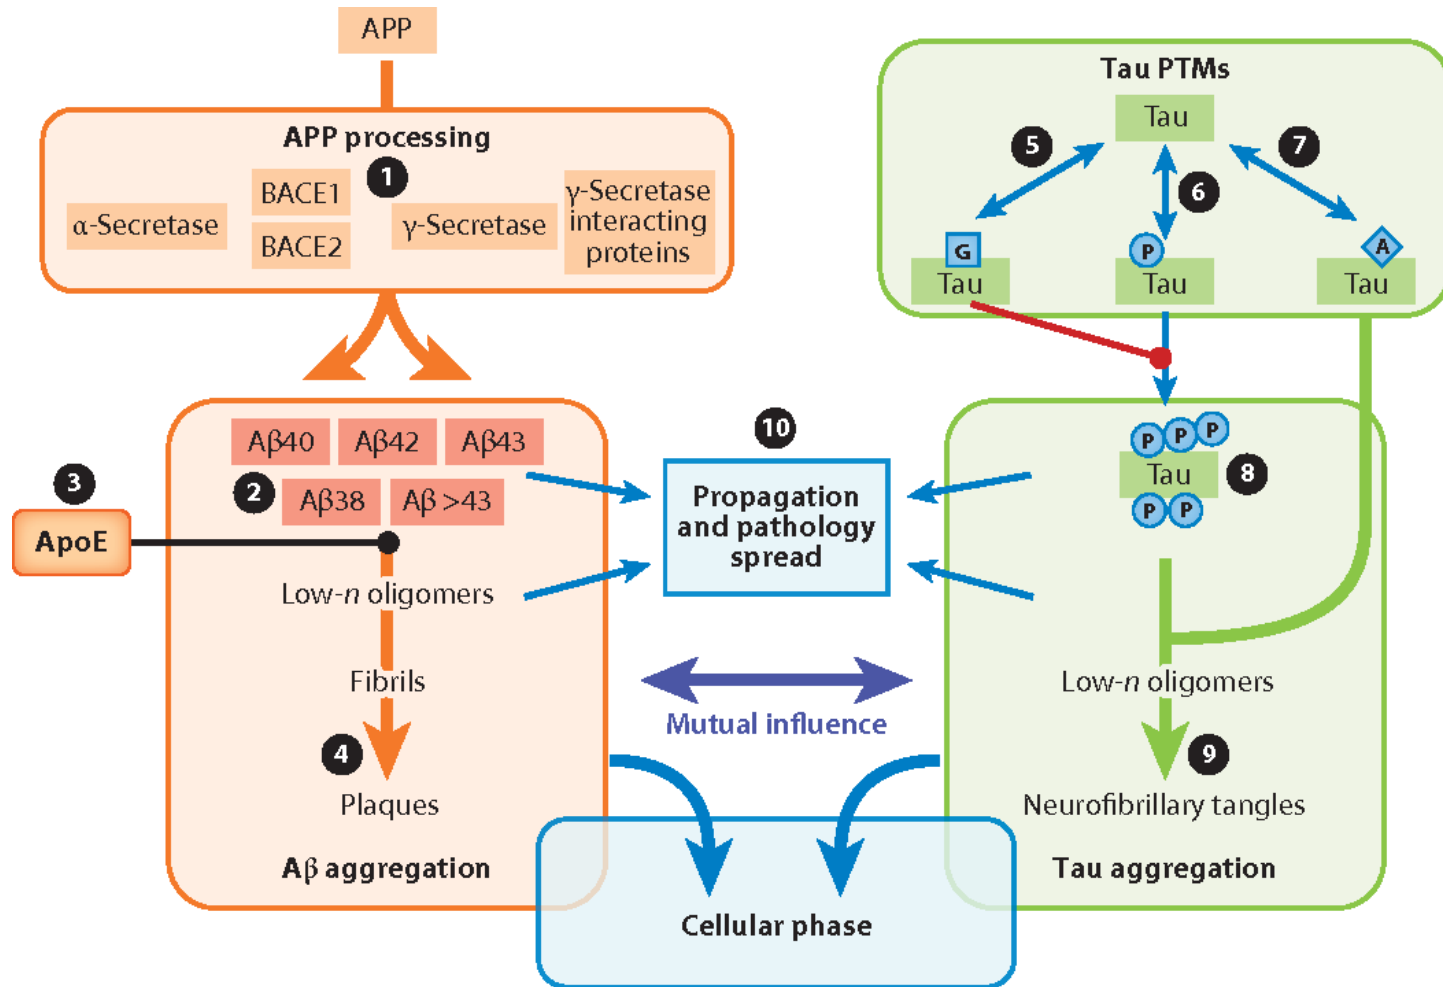 APP
APP processing
1
α-Secretase
BACE1
BACE2
γ-Secretase
γ-Secretase
interacting
proteins
Tau PTMs
Tau
5
6
7
G
Tau
P
Tau
A
Tau
Aβ40
Aβ42
Aβ43
2
Aβ38
Aβ >43
3
ApoE
Low-n oligomers
Fibrils
4
Plaques
Aβ aggregation
10
Propagation
and pathology
spread
Mutual influence
P
P
P
Tau
8
P
P
Low-n oligomers
9
Neurofibrillary tangles
Tau aggregation
Cellular phase